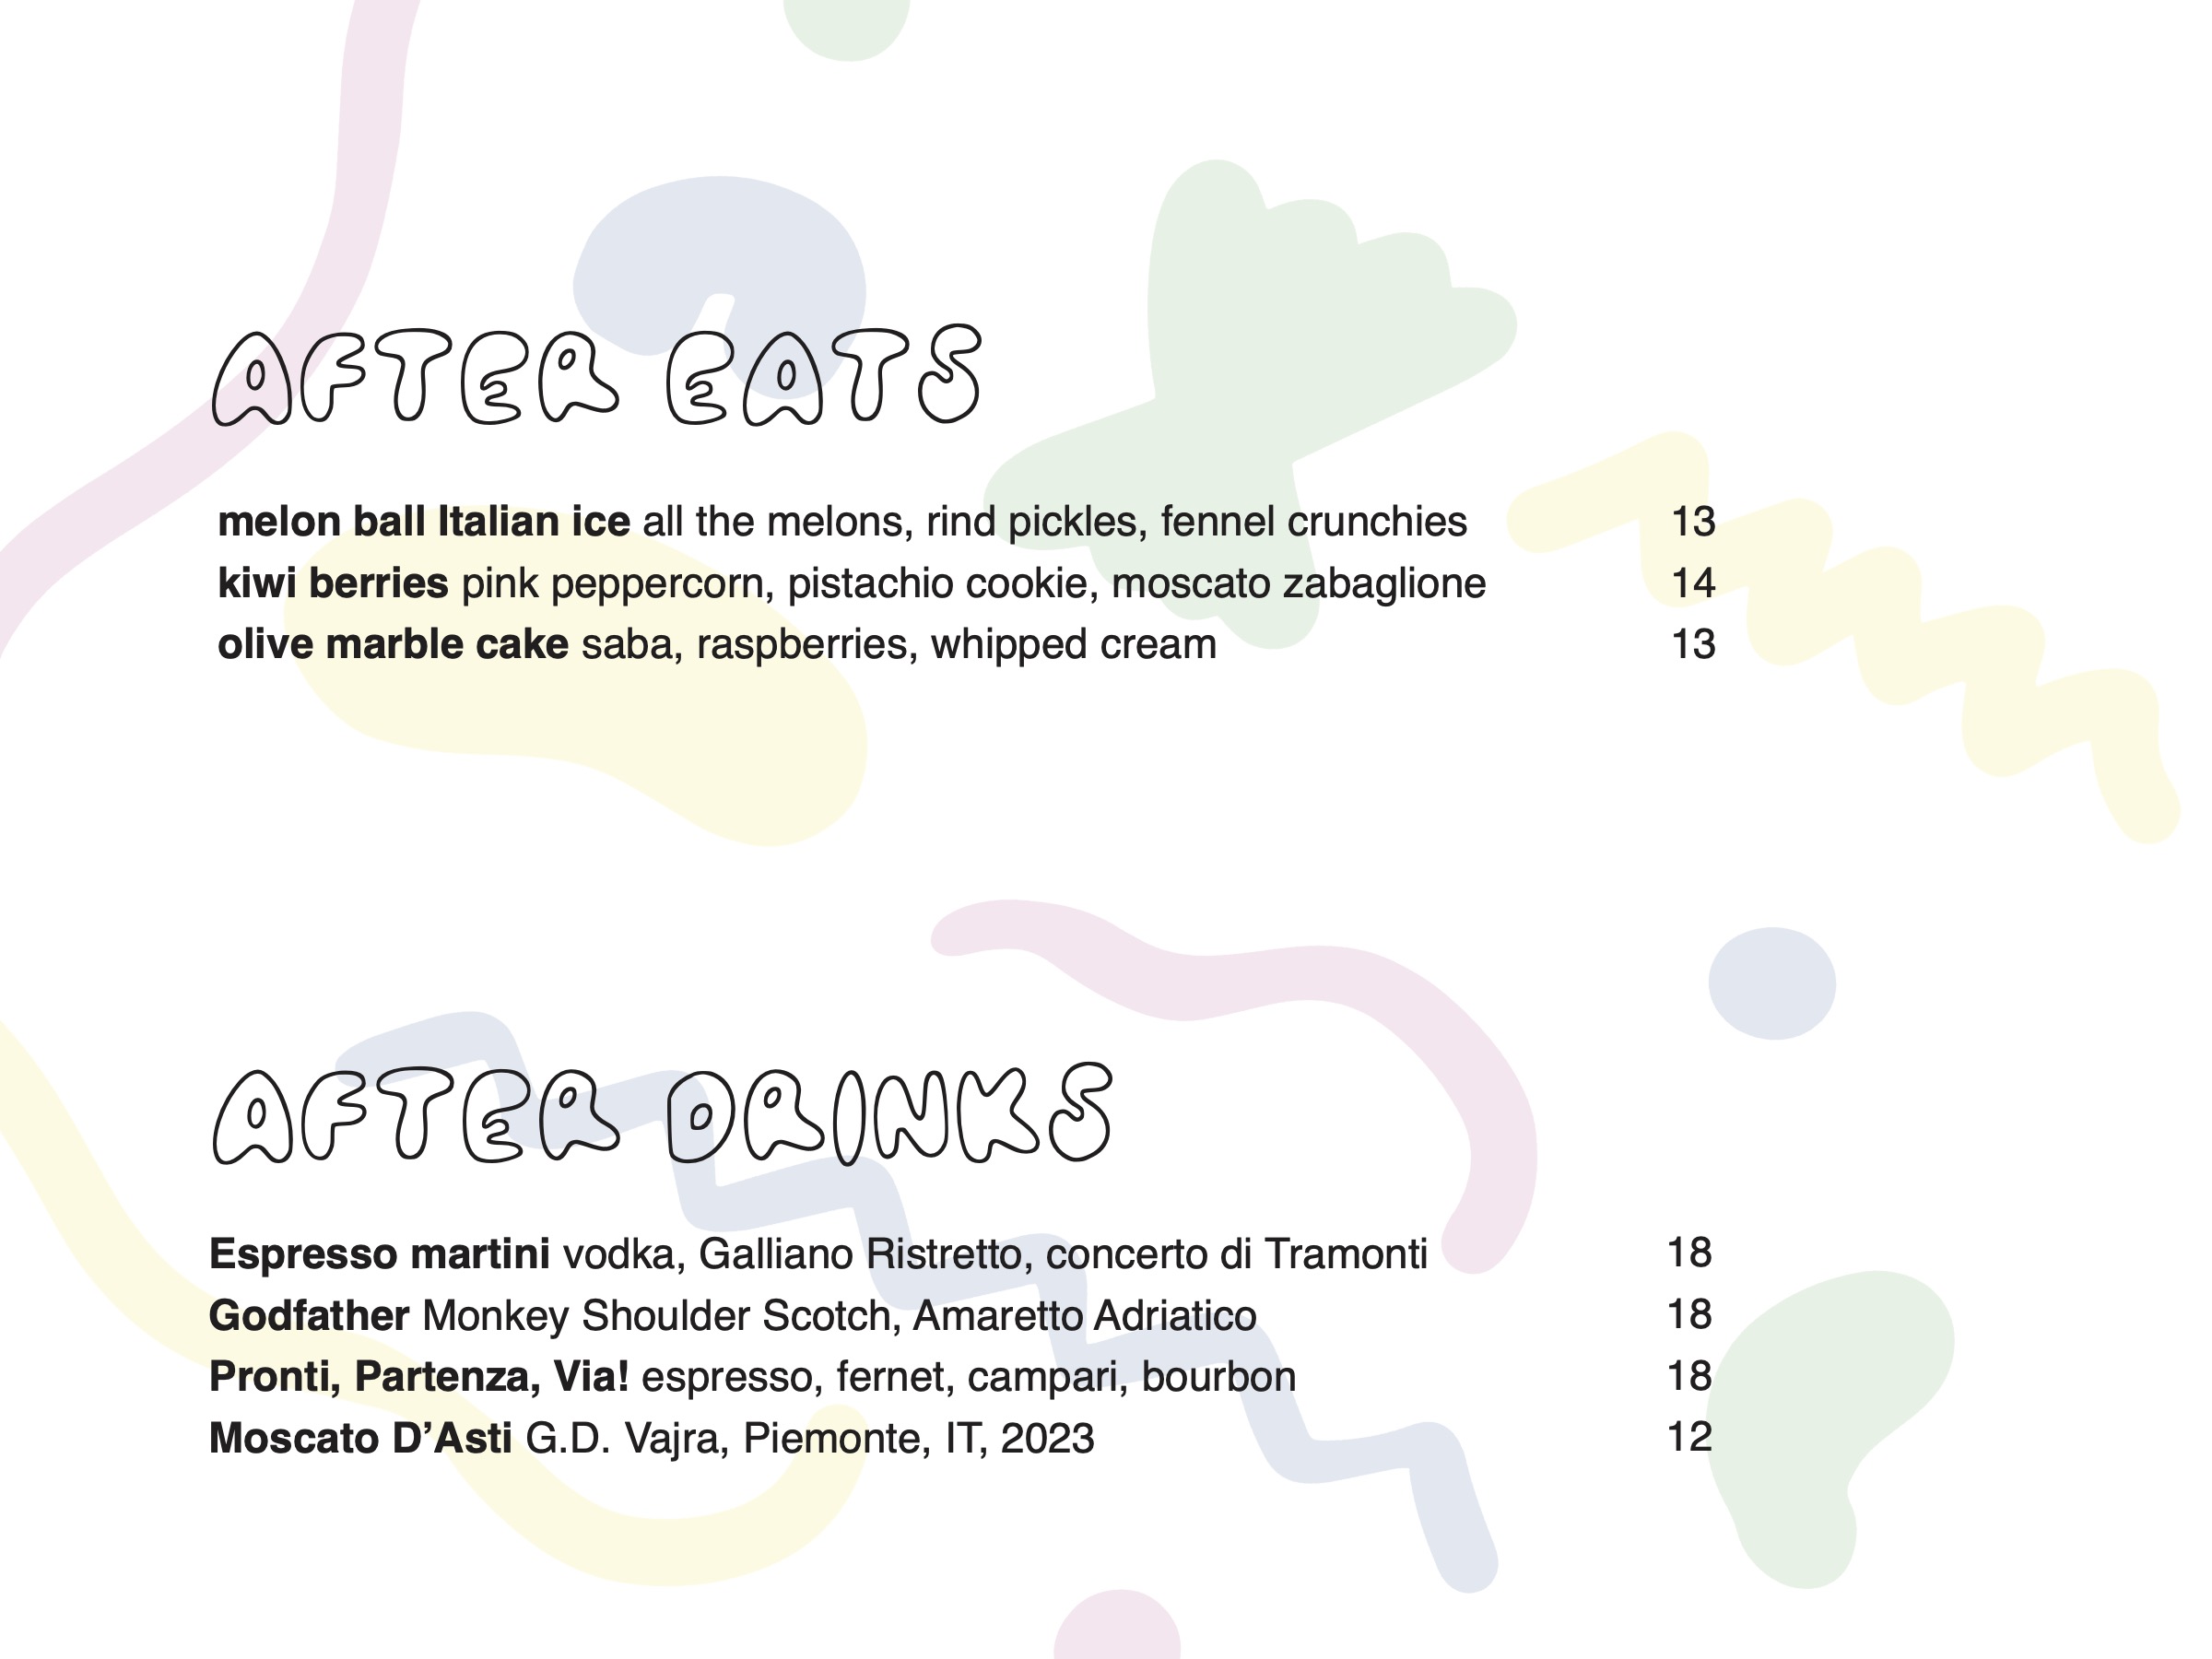 AFTER EATS
melon ball Italian ice all the melons, rind pickles, fennel crunchies 13
kiwi berries pink peppercorn, pistachio cookie, moscato zabaglione 14
olive marble cake saba, raspberries, whipped cream 13
AFTER DRINKS
Espresso martini vodka, Galliano Ristretto, concerto di Tramonti 18
Godfather Monkey Shoulder Scotch, Amaretto Adriatico 18
Pronti, Partenza, Via! espresso, fernet, campari, bourbon 18
Moscato D’Asti G.D. Vajra, Piemonte, IT, 2023 12